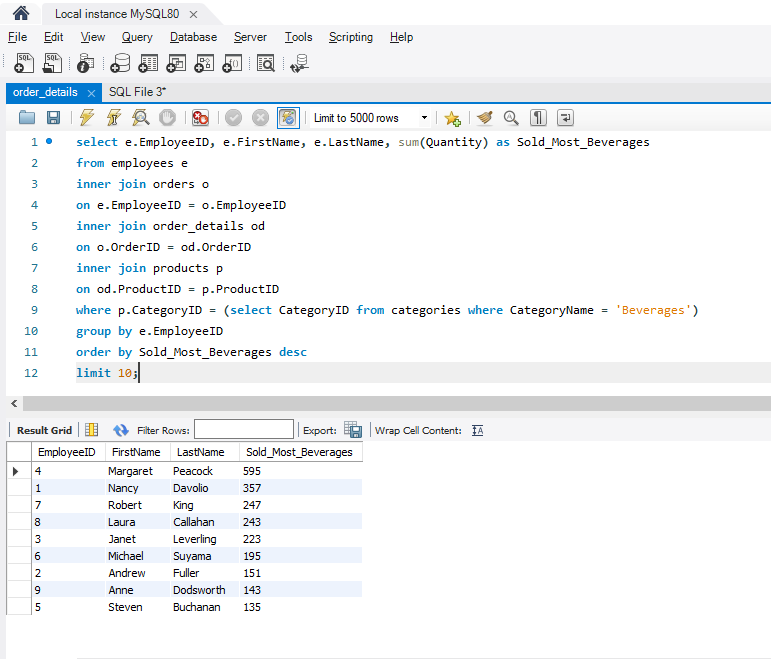 Local instance MySQL80
File Edit View Query Database Server Tools Scripting Help
order_details SQL File 3*
Limit to 5000 rows
1 select e.EmployeeID, e.FirstName, e.LastName, sum(Quantity) as Sold_Most_Beverages
2 from employees e
3 inner join orders o
4 on e.EmployeeID = o.EmployeeID
5 inner join order_details od
6 on o.OrderID = od.OrderID
7 inner join products p
8 on od.ProductID = p.ProductID
9 where p.CategoryID = (select CategoryID from categories where CategoryName = 'Beverages')
10 group by e.EmployeeID
11 order by Sold_Most_Beverages desc
12 limit 10;
Result Grid Filter Rows: Export: Wrap Cell Content:
EmployeeID FirstName LastName Sold_Most_Beverages
4 Margaret Peacock 595
1 Nancy Davolio 357
7 Robert King 247
8 Laura Callahan 243
3 Janet Leverling 223
6 Michael Suyama 195
2 Andrew Fuller 151
9 Anne Dodsworth 143
5 Steven Buchanan 135